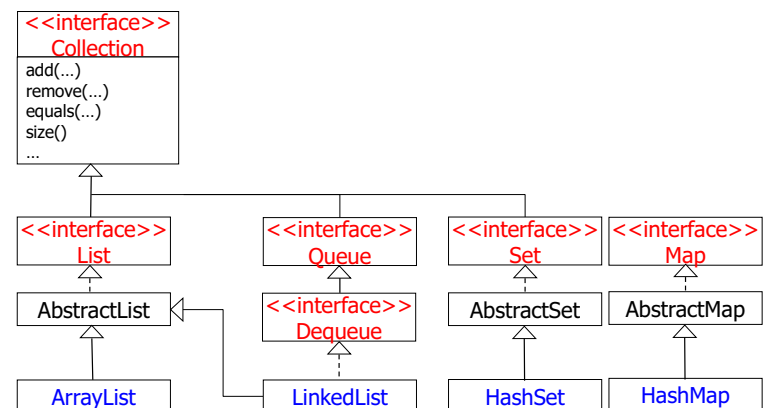 <<interface>>
Collection
add(...)
remove(...)
equals(...)
size()
...
<<interface>>
List
<<interface>>
Queue
<<interface>>
Set
<<interface>>
Map
AbstractList
<<interface>>
Dequeue
AbstractSet
AbstractMap
ArrayList
LinkedList
HashSet
HashMap